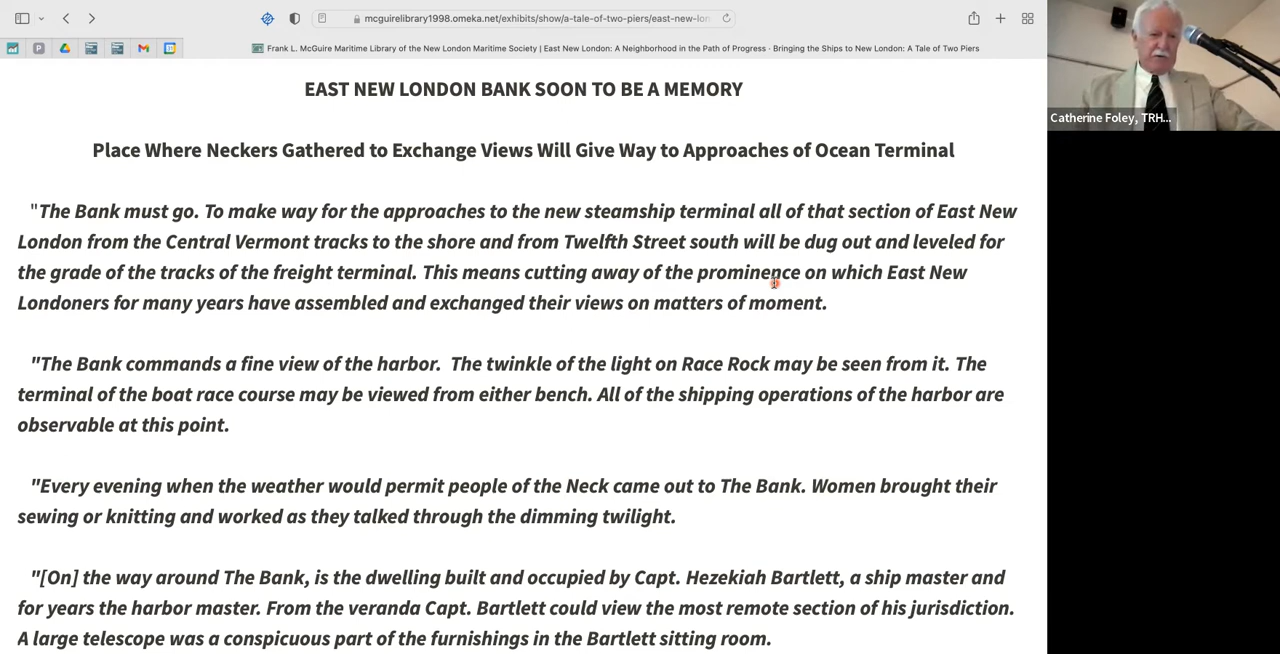 mcguirelibrary1998.omeka.net/exhibits/show/a-tale-of-two-piers/east-new-lon
Frank L. McGuire Maritime Library of the New London Maritime Society | East New London: A Neighborhood in the Path of Progress · Bringing the Ships to New London: A Tale of Two Piers
Catherine Foley, TRH...
EAST NEW LONDON BANK SOON TO BE A MEMORY
Place Where Neckers Gathered to Exchange Views Will Give Way to Approaches of Ocean Terminal
"The Bank must go. To make way for the approaches to the new steamship terminal all of that section of East New
London from the Central Vermont tracks to the shore and from Twelfth Street south will be dug out and leveled for
the grade of the tracks of the freight terminal. This means cutting away of the prominence on which East New
Londoners for many years have assembled and exchanged their views on matters of moment.
"The Bank commands a fine view of the harbor.  The twinkle of the light on Race Rock may be seen from it. The
terminal of the boat race course may be viewed from either bench. All of the shipping operations of the harbor are
observable at this point.
"Every evening when the weather would permit people of the Neck came out to The Bank. Women brought their
sewing or knitting and worked as they talked through the dimming twilight.
"[On] the way around The Bank, is the dwelling built and occupied by Capt. Hezekiah Bartlett, a ship master and
for years the harbor master. From the veranda Capt. Bartlett could view the most remote section of his jurisdiction.
A large telescope was a conspicuous part of the furnishings in the Bartlett sitting room.